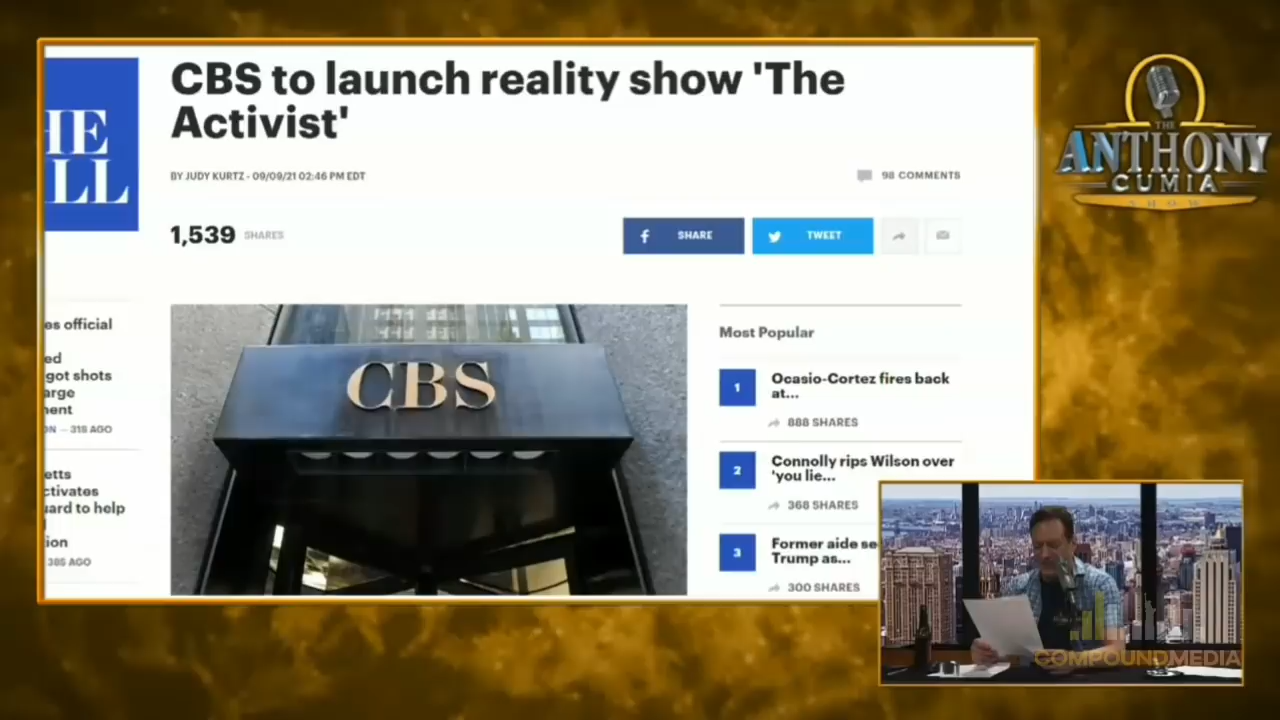 CBS to launch reality show 'The
Activist'
HE
LL
BY JUDY KURTZ - 09/09/21 02:46 PM EDT
98 COMMENTS
1,539 SHARES
SHARE
TWEET
es official
ed
got shots
arge
ment
ON - 31S AGO
etts
ctivates
uard to help
ion
38S AGO
CBS
Most Popular
1
Ocasio-Cortez fires back
at...
888 SHARES
2
Connolly rips Wilson over
'you lie...
368 SHARES
3
Former aide se
Trump as...
300 SHARES
THE
ANTHONY
CUMIA
SHOW
COMPOUNDMEDIA